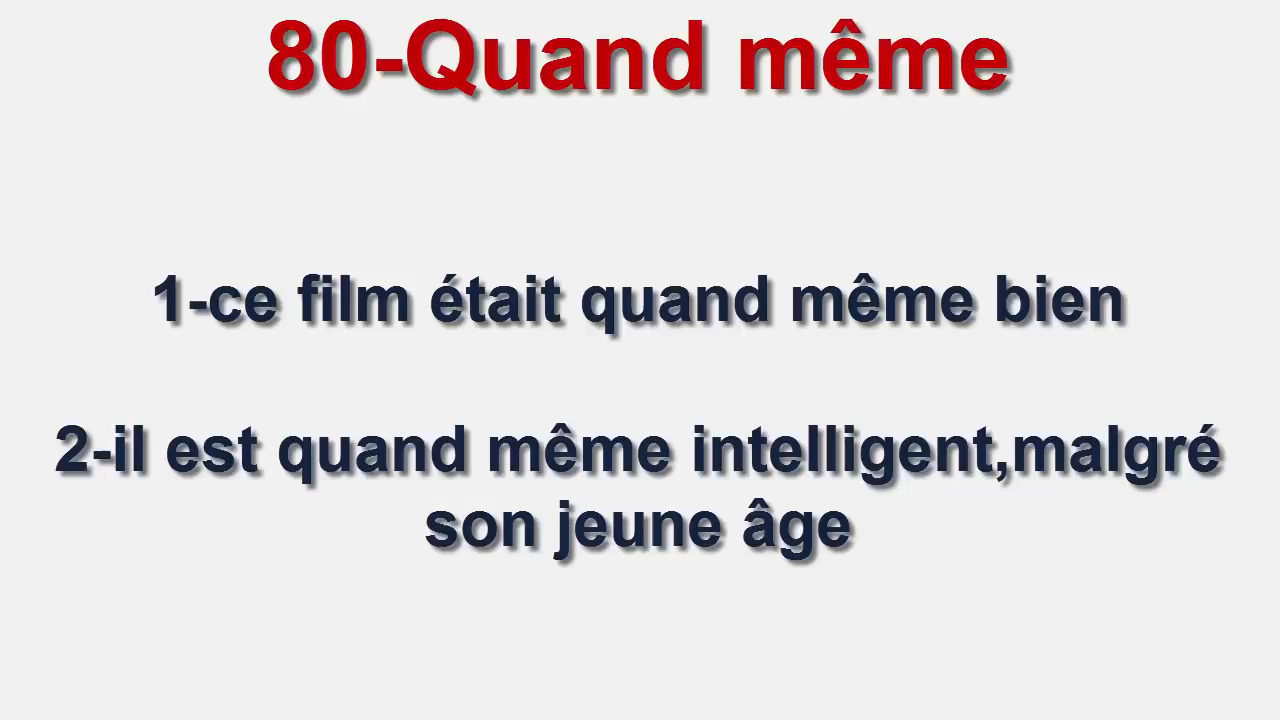 80-Quand même
1-ce film était quand même bien
2-il est quand même intelligent,malgré
son jeune âge